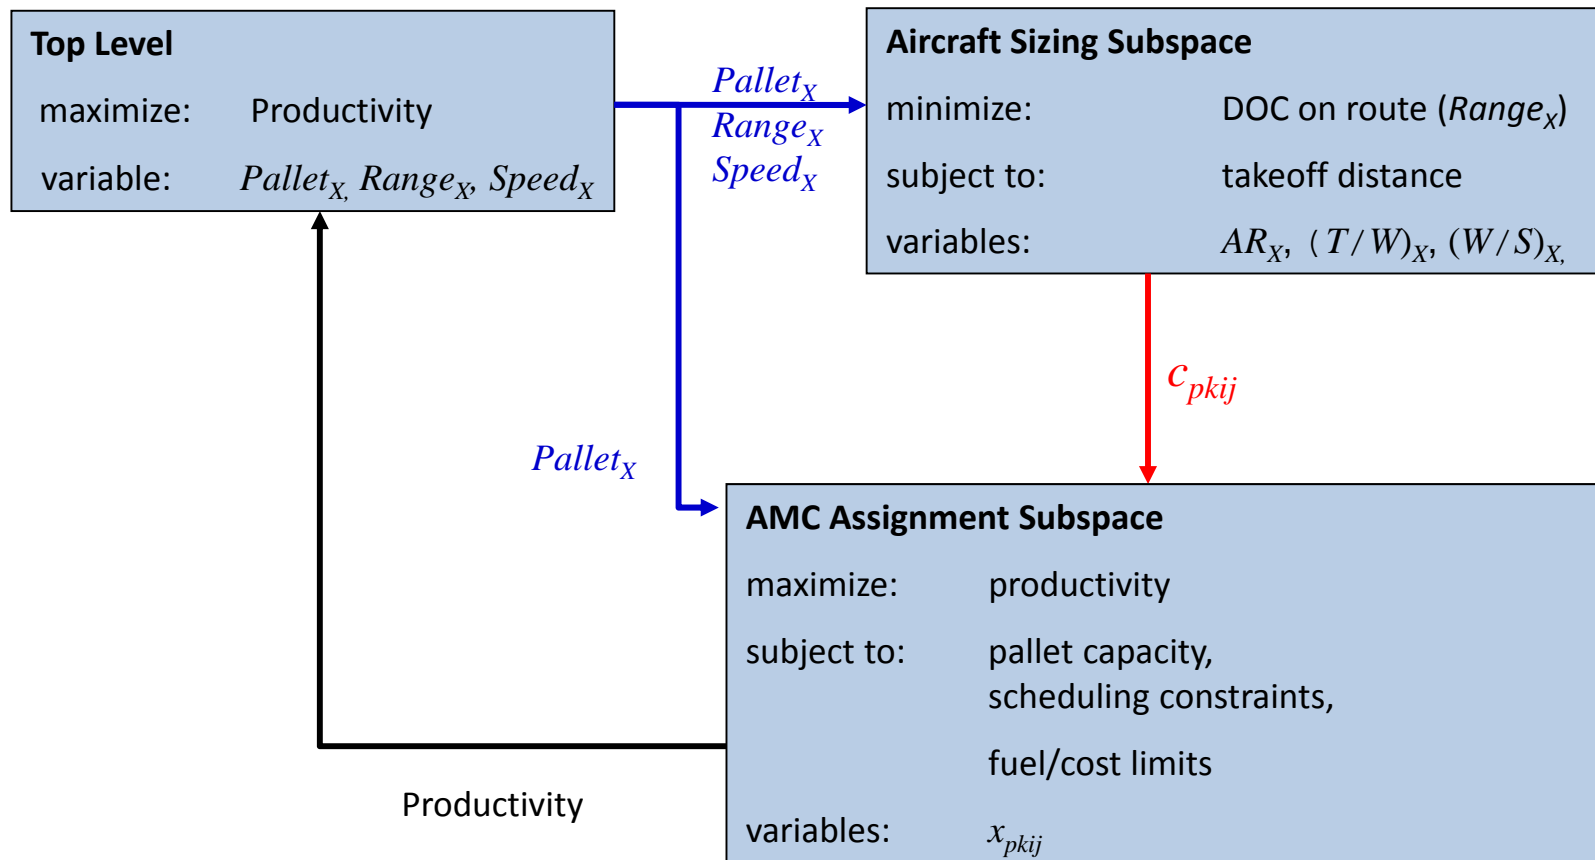 Top Level
maximize: Productivity
variable: Pallet_X, Range_X, Speed_X
Pallet_X
Range_X
Speed_X
Aircraft Sizing Subspace
minimize: DOC on route (Range_X)
subject to: takeoff distance
variables: AR_X, (T/W)_X, (W/S)_X,
c_pkij
Pallet_X
AMC Assignment Subspace
maximize: productivity
subject to: pallet capacity,
scheduling constraints,
fuel/cost limits
variables: x_pkij
Productivity